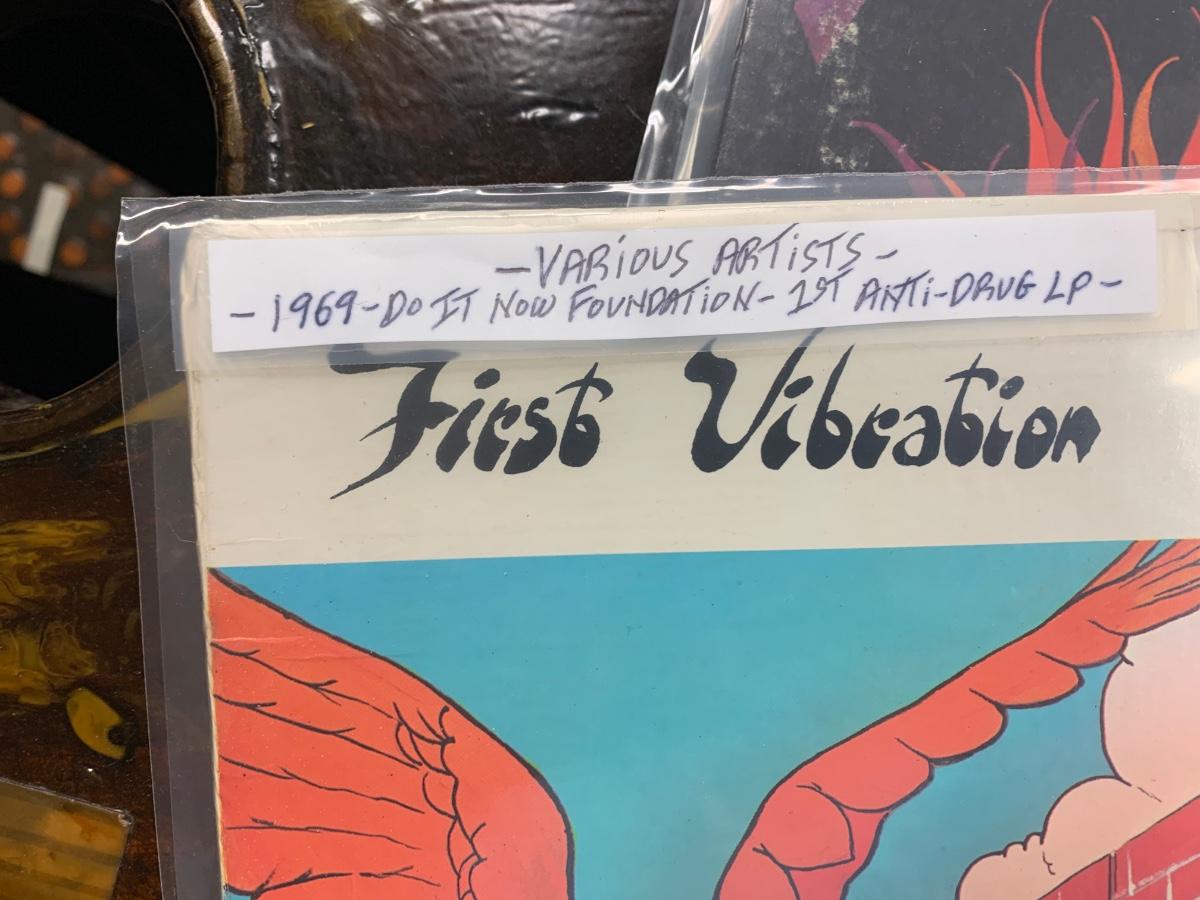 -VARiOUS ARTiSTS-
-1969-DO IT NOW FOUNDATION- 1ST ANTi-DRUG LP-
First Vibration